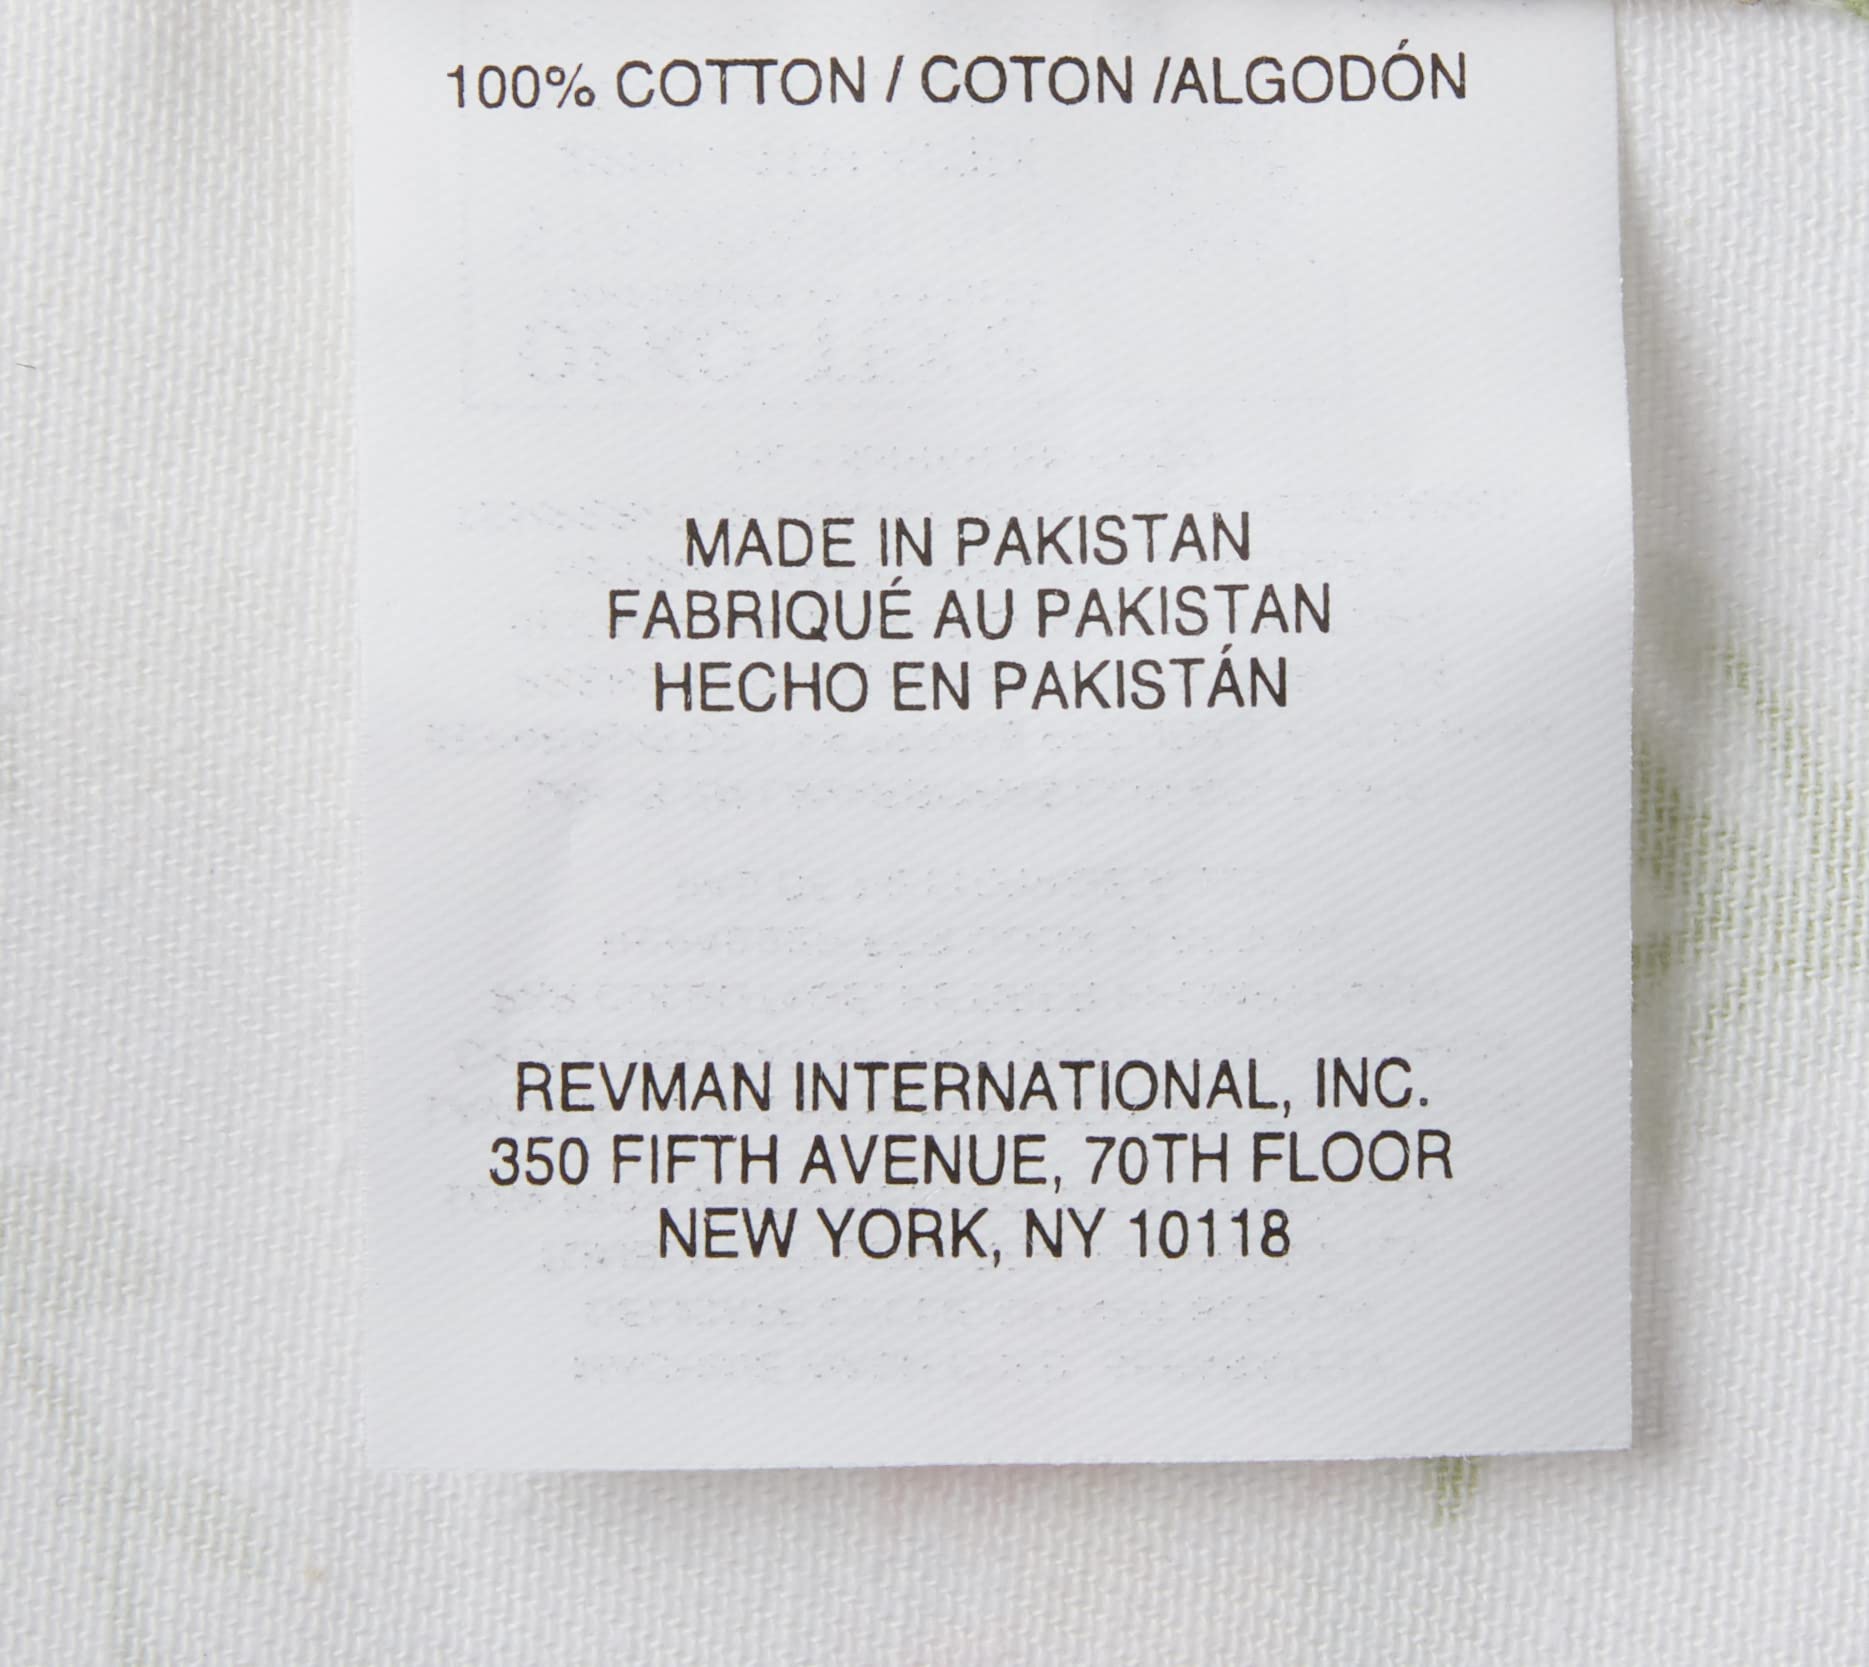 100% COTTON / COTON /ALGODÓN
MADE IN PAKISTAN
FABRIQUÉ AU PAKISTAN
HECHO EN PAKISTÁN
REVMAN INTERNATIONAL, INC.
350 FIFTH AVENUE, 70TH FLOOR
NEW YORK, NY 10118